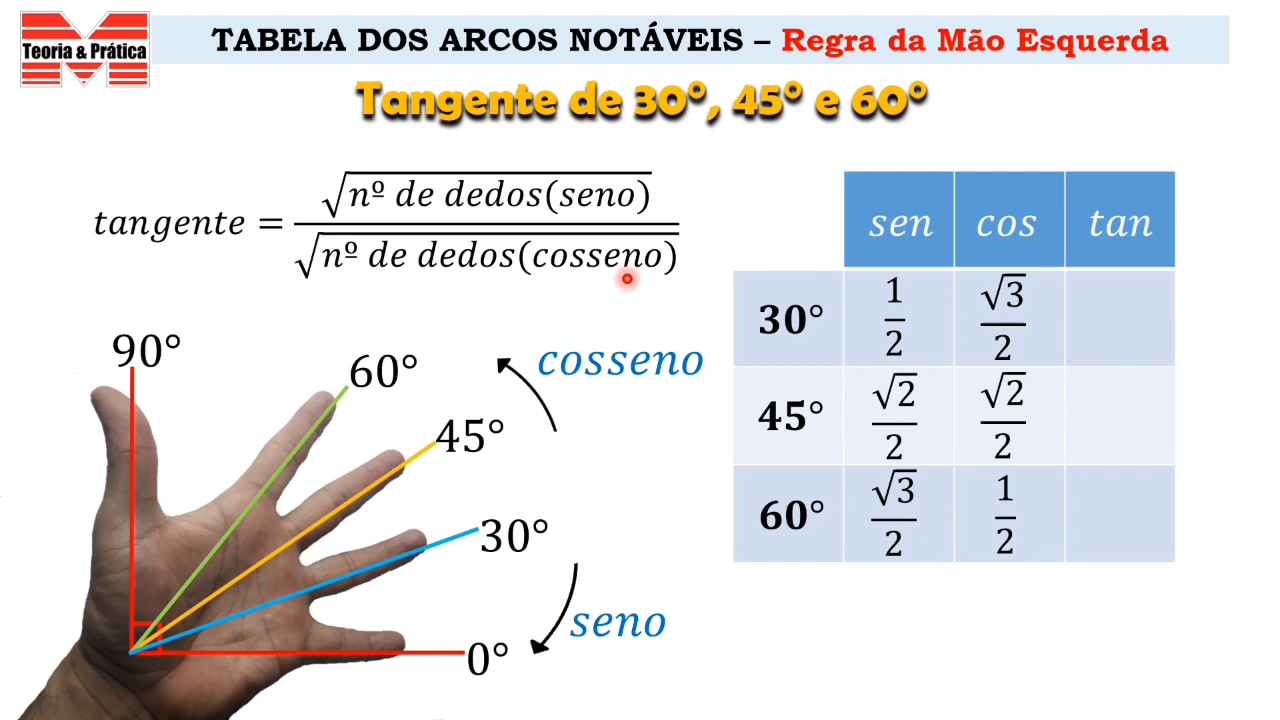 Teoria & Prática
TABELA DOS ARCOS NOTÁVEIS – Regra da Mão Esquerda
Tangente de 30°, 45° e 60°
tangente = √nº de dedos(seno) / √nº de dedos(cosseno)
sen cos tan
30° 1/2 √3/2
45° √2/2 √2/2
60° √3/2 1/2
90°
60°
cosseno
45°
30°
seno
0°